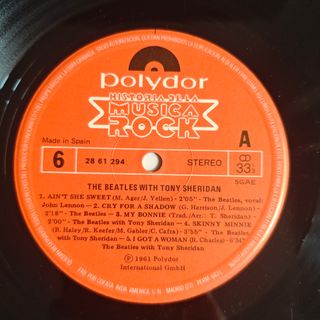 polydor
HISTORIA DE LA
MUSICA
ROCK
Made in Spain
A
6
28 61 294
STEREO
33⅓
SGAE
THE BEATLES WITH TONY SHERIDAN
1. AIN'T SHE SWEET (M. Ager/J. Yellen) - 2'05" - The Beatles, vocal:
John Lennon - 2. CRY FOR A SHADOW (G. Harrison/J. Lennon) -
2'18" - The Beatles - 3. MY BONNIE (Trad./Arr.: T. Sheridan) -
2'00" - The Beatles with Tony Sheridan - 4. SKINNY MINNIE
(B. Haley/R. Keefer/M. Gabler/C. Cafra) - 3'55" - The Beatles with
Tony Sheridan - 5. I GOT A WOMAN (R. Charles) - 6'34"
The Beatles with Tony Sheridan
℗ 1961 Polydor
International GmbH